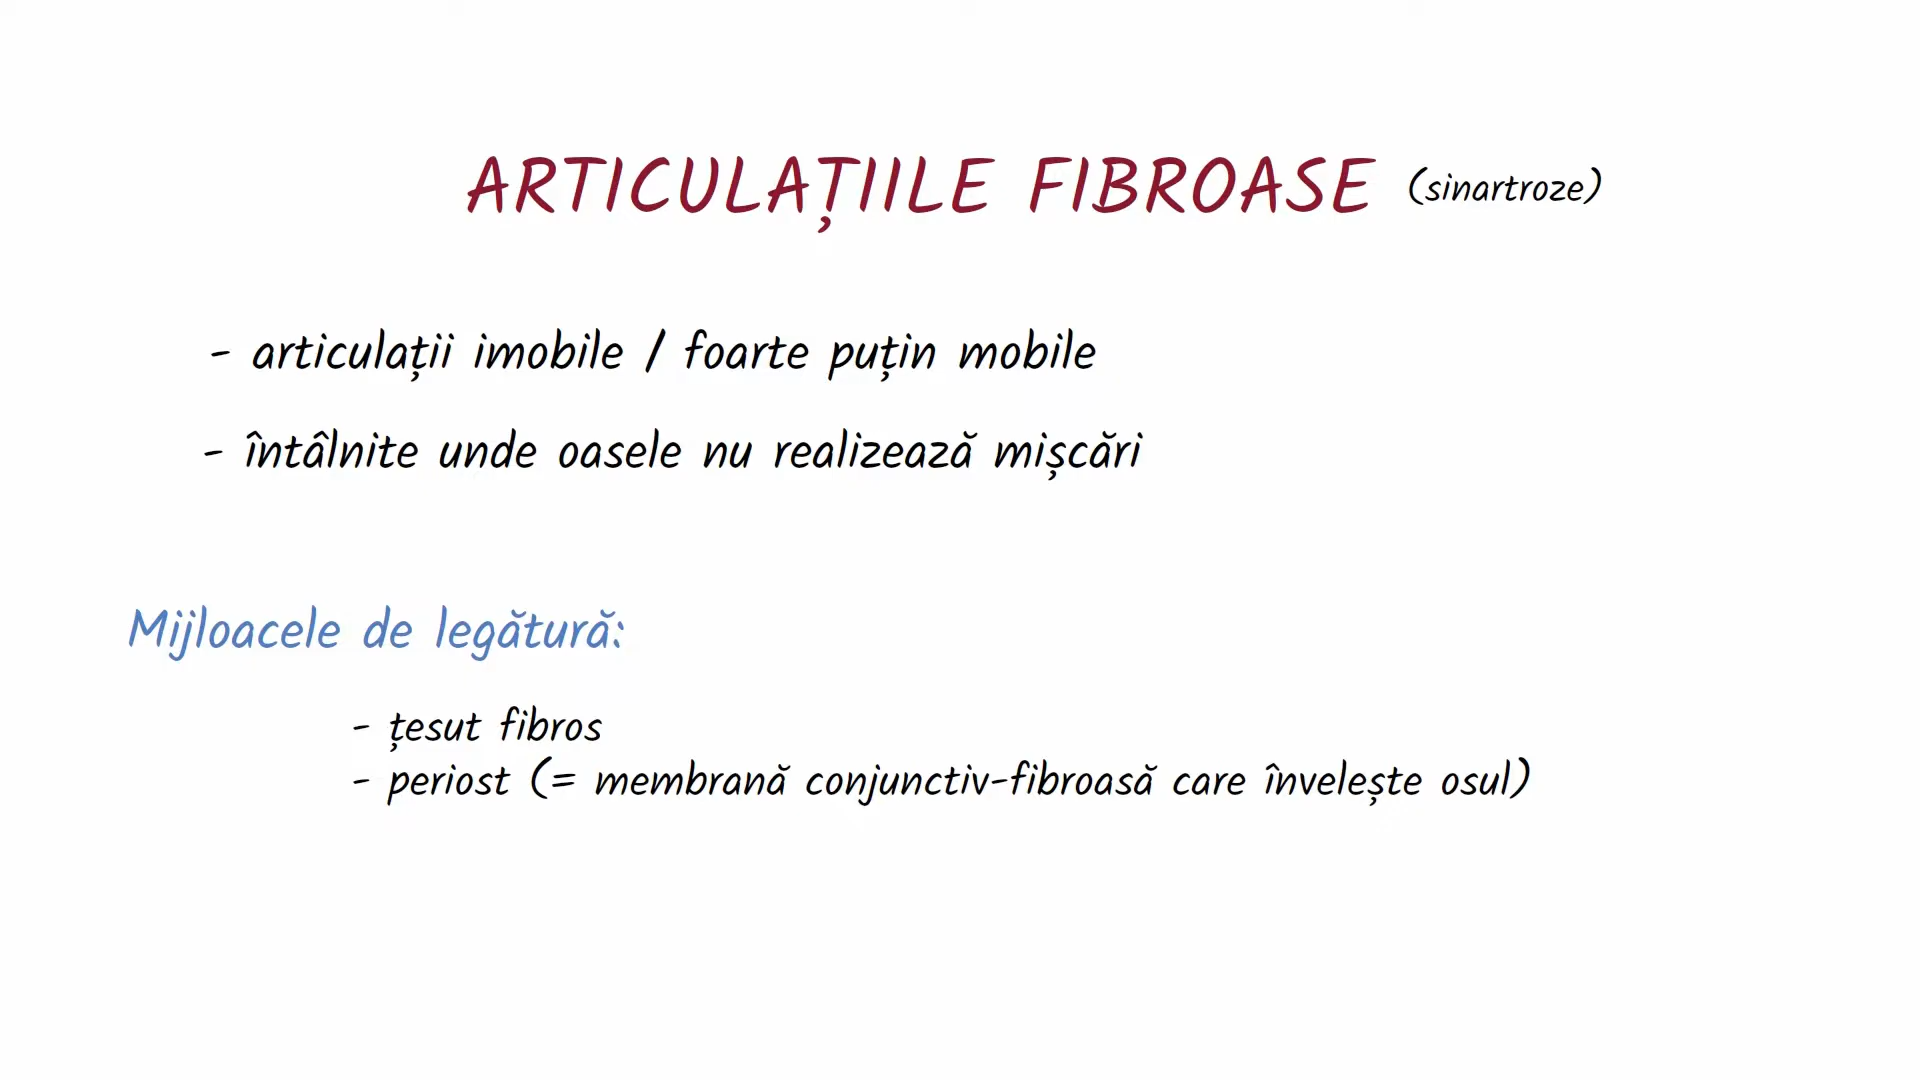 ARTICULAȚIILE FIBROASE (sinartroze)
- articulații imobile / foarte puțin mobile
- întâlnite unde oasele nu realizează mișcări
Mijloacele de legătură:
- țesut fibros
- periost (= membrană conjunctiv-fibroasă care învelește osul)